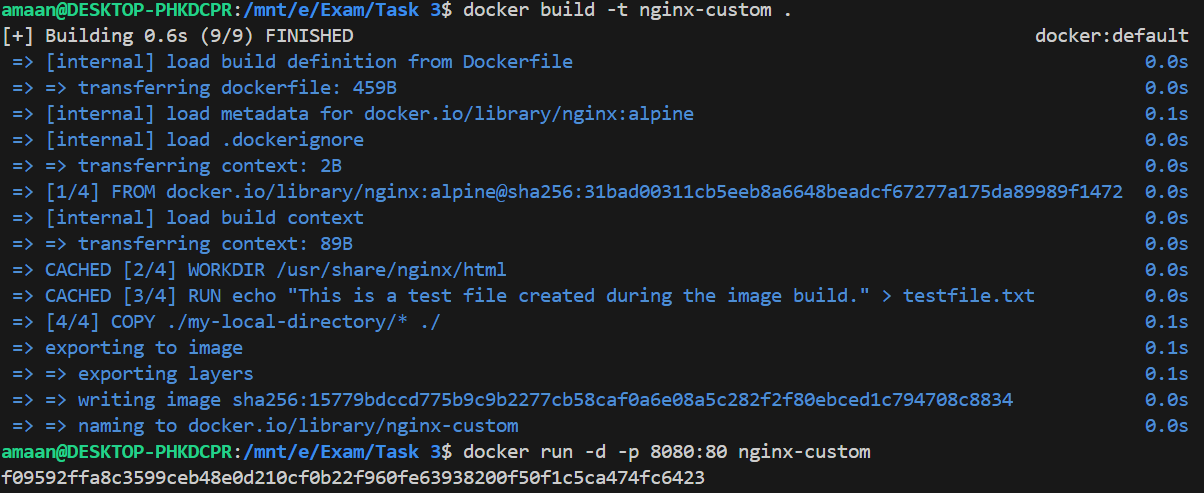 amaan@DESKTOP-PHKDCPR:/mnt/e/Exam/Task 3$ docker build -t nginx-custom .
[+] Building 0.6s (9/9) FINISHED docker:default
=> [internal] load build definition from Dockerfile 0.0s
=> => transferring dockerfile: 459B 0.0s
=> [internal] load metadata for docker.io/library/nginx:alpine 0.1s
=> [internal] load .dockerignore 0.0s
=> => transferring context: 2B 0.0s
=> [1/4] FROM docker.io/library/nginx:alpine@sha256:31bad00311cb5eeb8a6648beadcf67277a175da89989f1472 0.0s
=> [internal] load build context 0.0s
=> => transferring context: 89B 0.0s
=> CACHED [2/4] WORKDIR /usr/share/nginx/html 0.0s
=> CACHED [3/4] RUN echo "This is a test file created during the image build." > testfile.txt 0.0s
=> [4/4] COPY ./my-local-directory/* ./ 0.1s
=> exporting to image 0.1s
=> => exporting layers 0.1s
=> => writing image sha256:15779bdccd775b9c9b2277cb58caf0a6e08a5c282f2f80ebced1c794708c8834 0.0s
=> => naming to docker.io/library/nginx-custom 0.0s
amaan@DESKTOP-PHKDCPR:/mnt/e/Exam/Task 3$ docker run -d -p 8080:80 nginx-custom
f09592ffa8c3599ceb48e0d210cf0b22f960fe63938200f50f1c5ca474fc6423